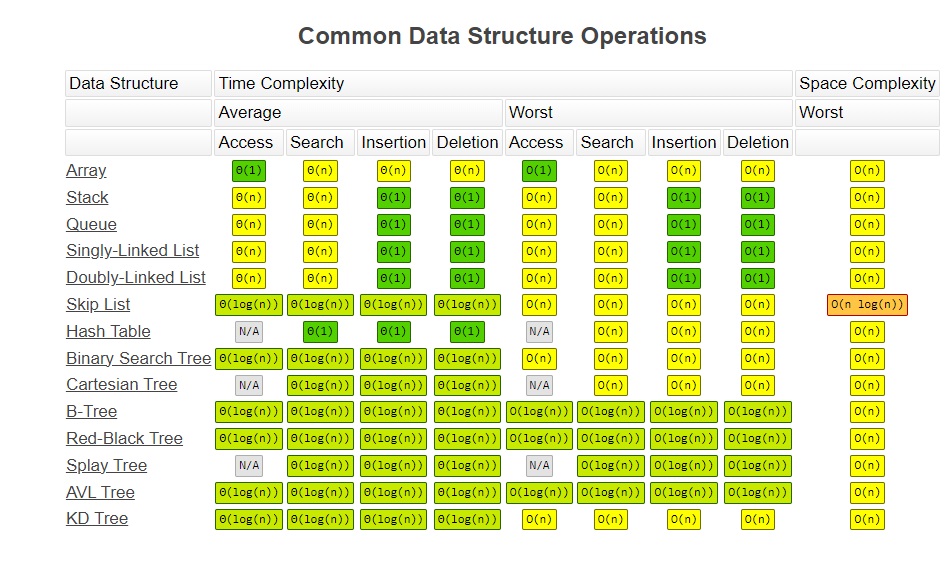 Common Data Structure Operations
Data Structure Time Complexity Space Complexity
Average Worst Worst
Access Search Insertion Deletion Access Search Insertion Deletion
Array Θ(1) Θ(n) Θ(n) Θ(n) O(1) O(n) O(n) O(n) O(n)
Stack Θ(n) Θ(n) Θ(1) Θ(1) O(n) O(n) O(1) O(1) O(n)
Queue Θ(n) Θ(n) Θ(1) Θ(1) O(n) O(n) O(1) O(1) O(n)
Singly-Linked List Θ(n) Θ(n) Θ(1) Θ(1) O(n) O(n) O(1) O(1) O(n)
Doubly-Linked List Θ(n) Θ(n) Θ(1) Θ(1) O(n) O(n) O(1) O(1) O(n)
Skip List Θ(log(n)) Θ(log(n)) Θ(log(n)) Θ(log(n)) O(n) O(n) O(n) O(n) O(n log(n))
Hash Table N/A Θ(1) Θ(1) Θ(1) N/A O(n) O(n) O(n) O(n)
Binary Search Tree Θ(log(n)) Θ(log(n)) Θ(log(n)) Θ(log(n)) O(n) O(n) O(n) O(n) O(n)
Cartesian Tree N/A Θ(log(n)) Θ(log(n)) Θ(log(n)) N/A O(n) O(n) O(n) O(n)
B-Tree Θ(log(n)) Θ(log(n)) Θ(log(n)) Θ(log(n)) O(log(n)) O(log(n)) O(log(n)) O(log(n)) O(n)
Red-Black Tree Θ(log(n)) Θ(log(n)) Θ(log(n)) Θ(log(n)) O(log(n)) O(log(n)) O(log(n)) O(log(n)) O(n)
Splay Tree N/A Θ(log(n)) Θ(log(n)) Θ(log(n)) N/A O(log(n)) O(log(n)) O(log(n)) O(n)
AVL Tree Θ(log(n)) Θ(log(n)) Θ(log(n)) Θ(log(n)) O(log(n)) O(log(n)) O(log(n)) O(log(n)) O(n)
KD Tree Θ(log(n)) Θ(log(n)) Θ(log(n)) Θ(log(n)) O(n) O(n) O(n) O(n) O(n)